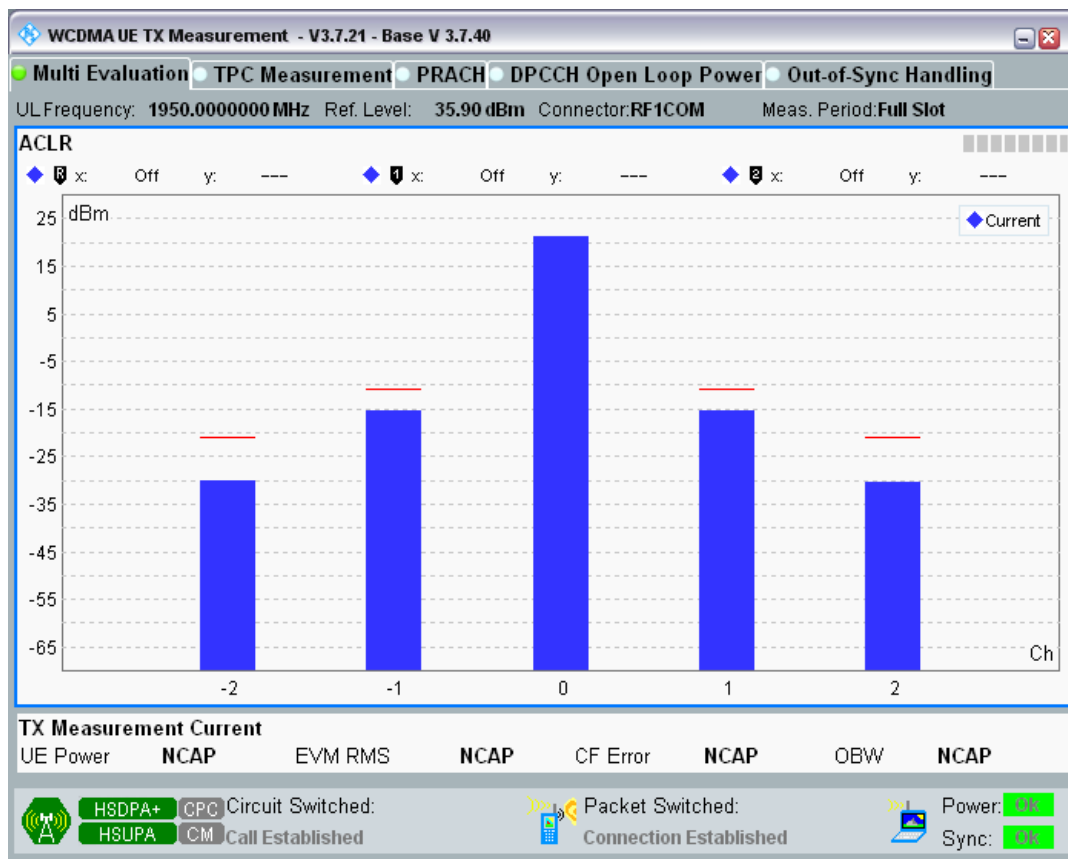 WCDMA UE TX Measurement - V3.7.21 - Base V 3.7.40
Multi Evaluation TPC Measurement PRACH DPCCH Open Loop Power Out-of-Sync Handling
UL Frequency: 1950.0000000 MHz Ref. Level: 35.90 dBm Connector:RF1COM Meas. Period:Full Slot
ACLR
R x: Off y: --- 1 x: Off y: --- 2 x: Off y: ---
25 dBm Current
15
5
-5
-15
-25
-35
-45
-55
-65 Ch
-2 -1 0 1 2
TX Measurement Current
UE Power NCAP EVM RMS NCAP CF Error NCAP OBW NCAP
HSDPA+ CPC Circuit Switched: Packet Switched: Power: OK
HSUPA CM Call Established Connection Established Sync: OK